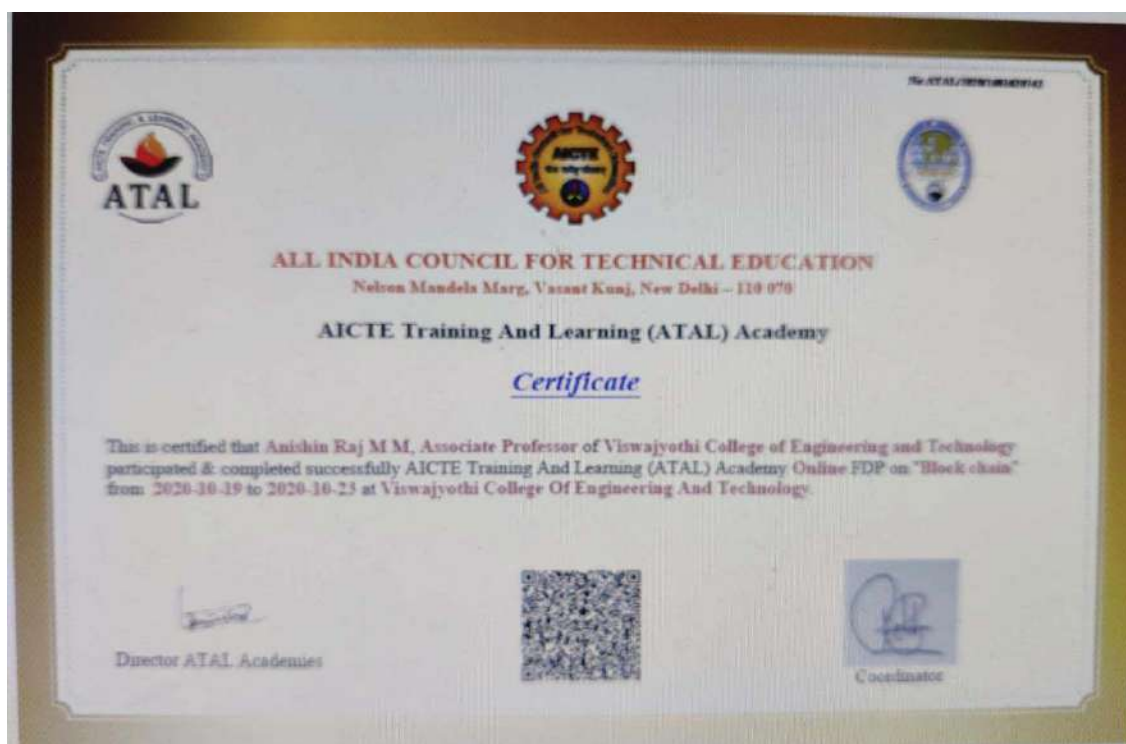 ATAL
AICTE
ALL INDIA COUNCIL FOR TECHNICAL EDUCATION
Nelson Mandela Marg, Vasant Kunj, New Delhi – 110 070
AICTE Training And Learning (ATAL) Academy
Certificate
This is certified that Anishin Raj M M, Associate Professor of Viswajyothi College of Engineering and Technology
participated & completed successfully AICTE Training And Learning (ATAL) Academy Online FDP on "Block chain"
from 2020-10-19 to 2020-10-23 at Viswajyothi College Of Engineering And Technology.
Director ATAL Academies
Coordinator